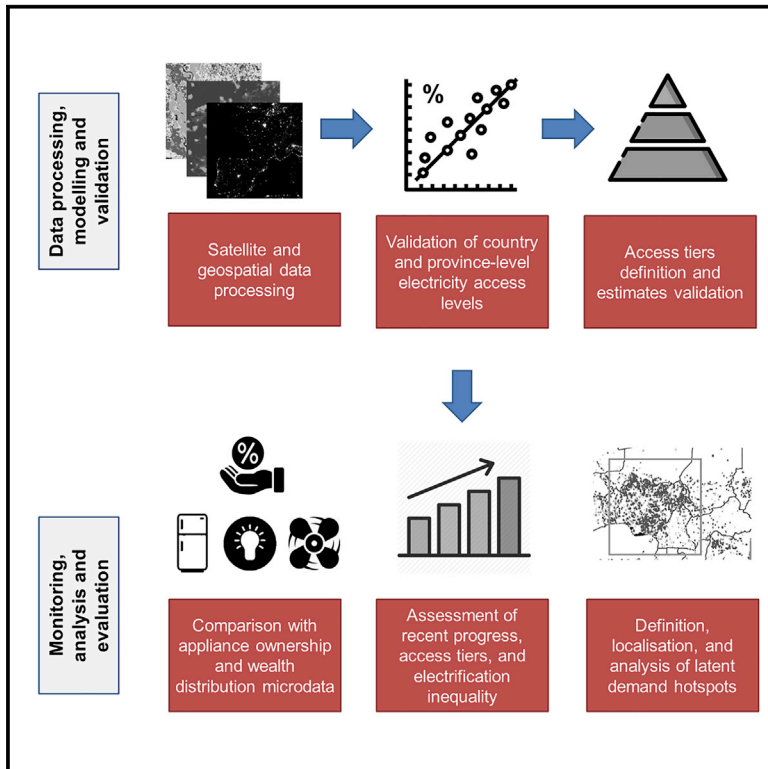 Data processing,
modelling and
validation
%
Satellite and
geospatial data
processing
Validation of country
and province-level
electricity access
levels
Access tiers
definition and
estimates validation
Monitoring,
analysis and
evaluation
%
Comparison with
appliance ownership
and wealth
distribution microdata
Assessment of
recent progress,
access tiers, and
electrification
inequality
Definition,
localisation, and
analysis of latent
demand hotspots